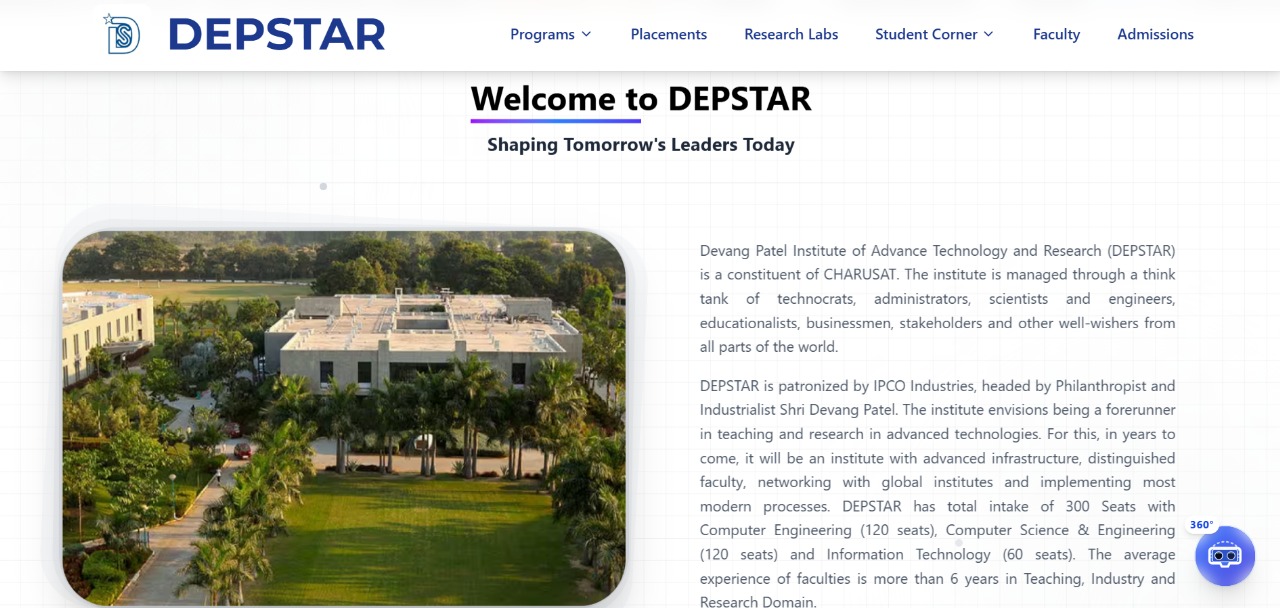 DEPSTAR
Programs
Placements
Research Labs
Student Corner
Faculty
Admissions
Welcome to DEPSTAR
Shaping Tomorrow's Leaders Today
Devang Patel Institute of Advance Technology and Research (DEPSTAR)
is a constituent of CHARUSAT. The institute is managed through a think
tank of technocrats, administrators, scientists and engineers,
educationalists, businessmen, stakeholders and other well-wishers from
all parts of the world.
DEPSTAR is patronized by IPCO Industries, headed by Philanthropist and
Industrialist Shri Devang Patel. The institute envisions being a forerunner
in teaching and research in advanced technologies. For this, in years to
come, it will be an institute with advanced infrastructure, distinguished
faculty, networking with global institutes and implementing most
modern processes. DEPSTAR has total intake of 300 Seats with
Computer Engineering (120 seats), Computer Science & Engineering
(120 seats) and Information Technology (60 seats). The average
experience of faculties is more than 6 years in Teaching, Industry and
Research Domain.
360°